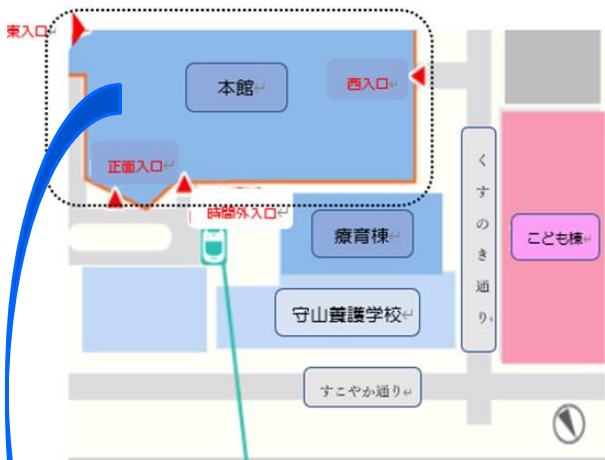 東入口
本館
西入口
正面入口
時間外入口
療育棟
くすのき通り
こども棟
守山養護学校
すこやか通り